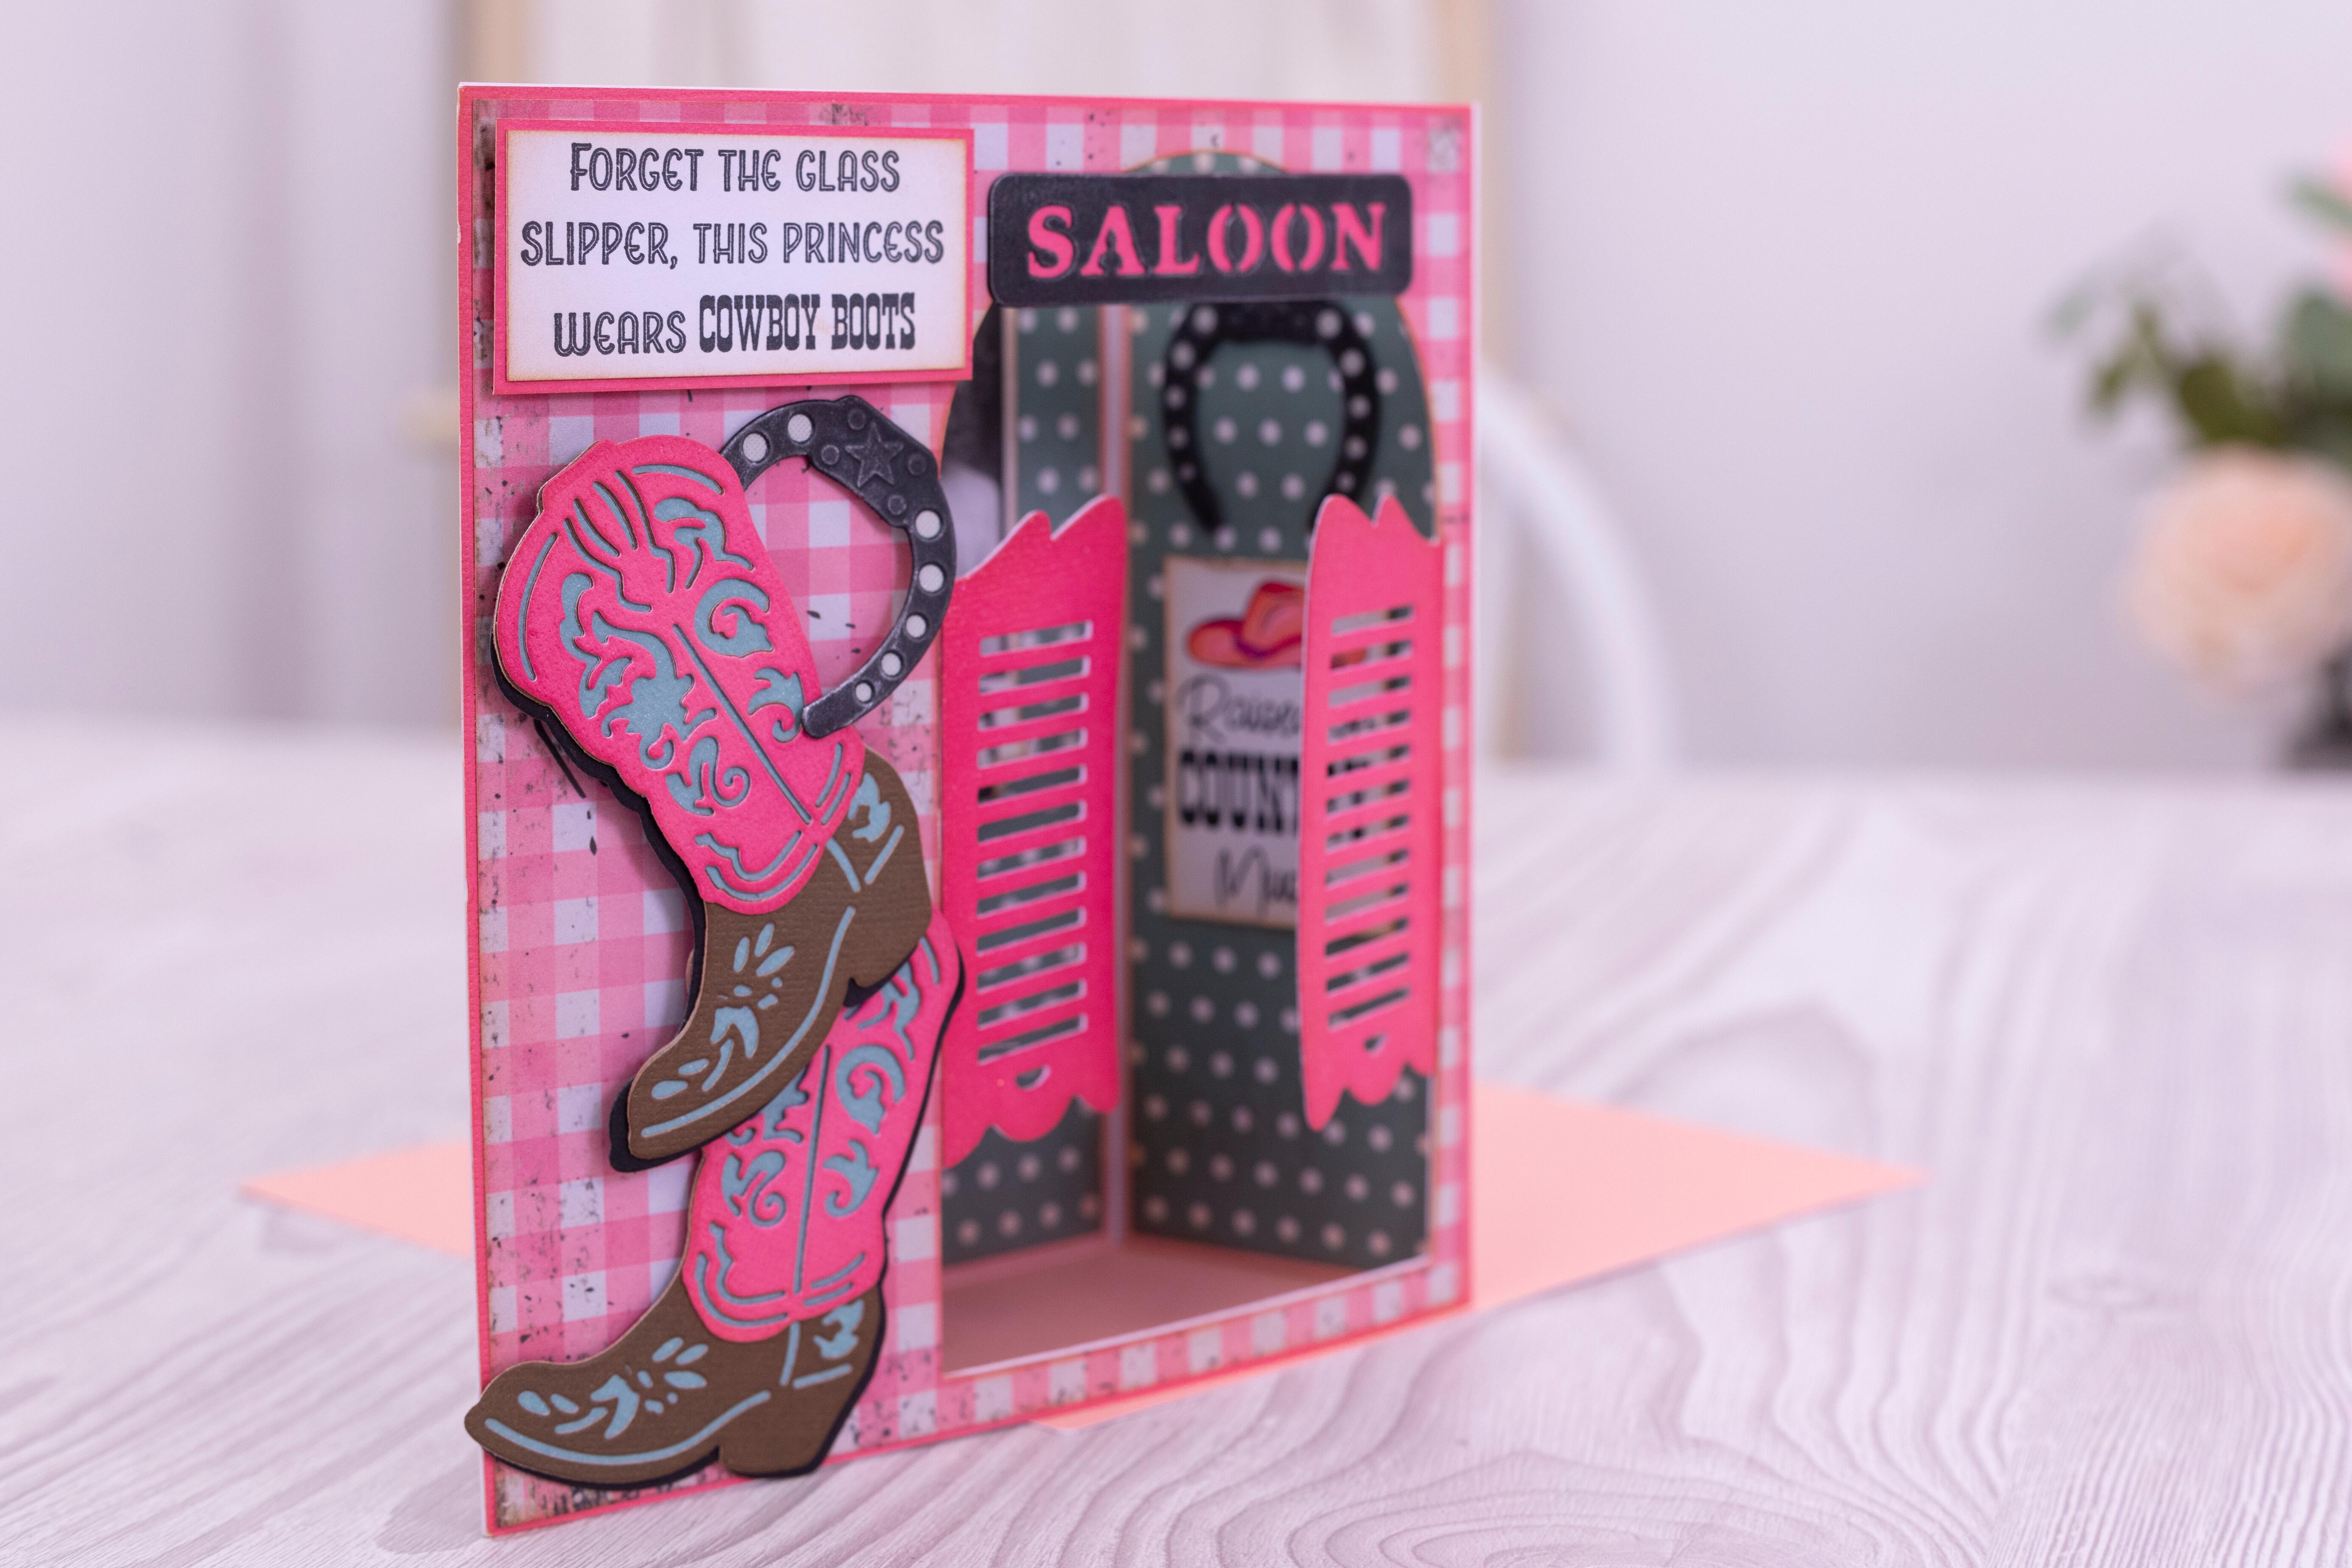 FORGET THE GLASS
SLIPPER, THIS PRINCESS
WEARS COWBOY BOOTS
SALOON